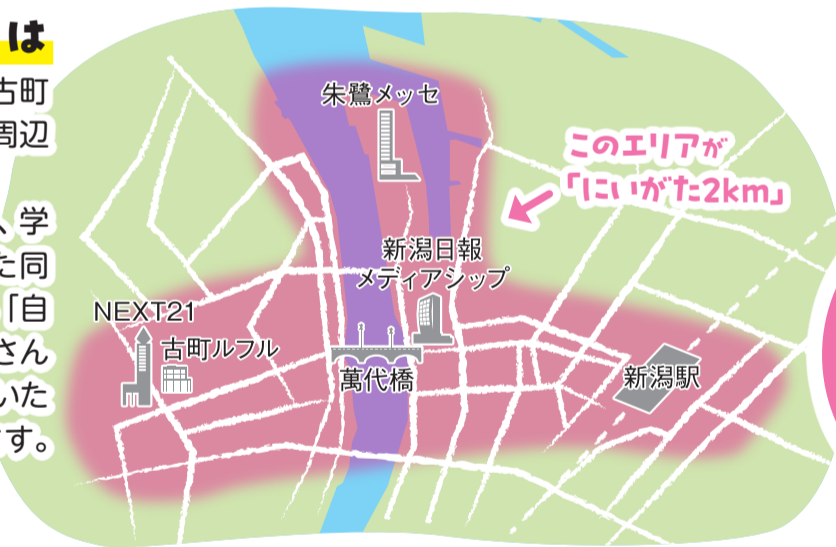 は
古町
周辺
、学
た同
「自
さん
いた
す。
朱鷺メッセ
このエリアが
「にいがた2km」
新潟日報
メディアシップ
NEXT21
古町ルフル
萬代橋
新潟駅